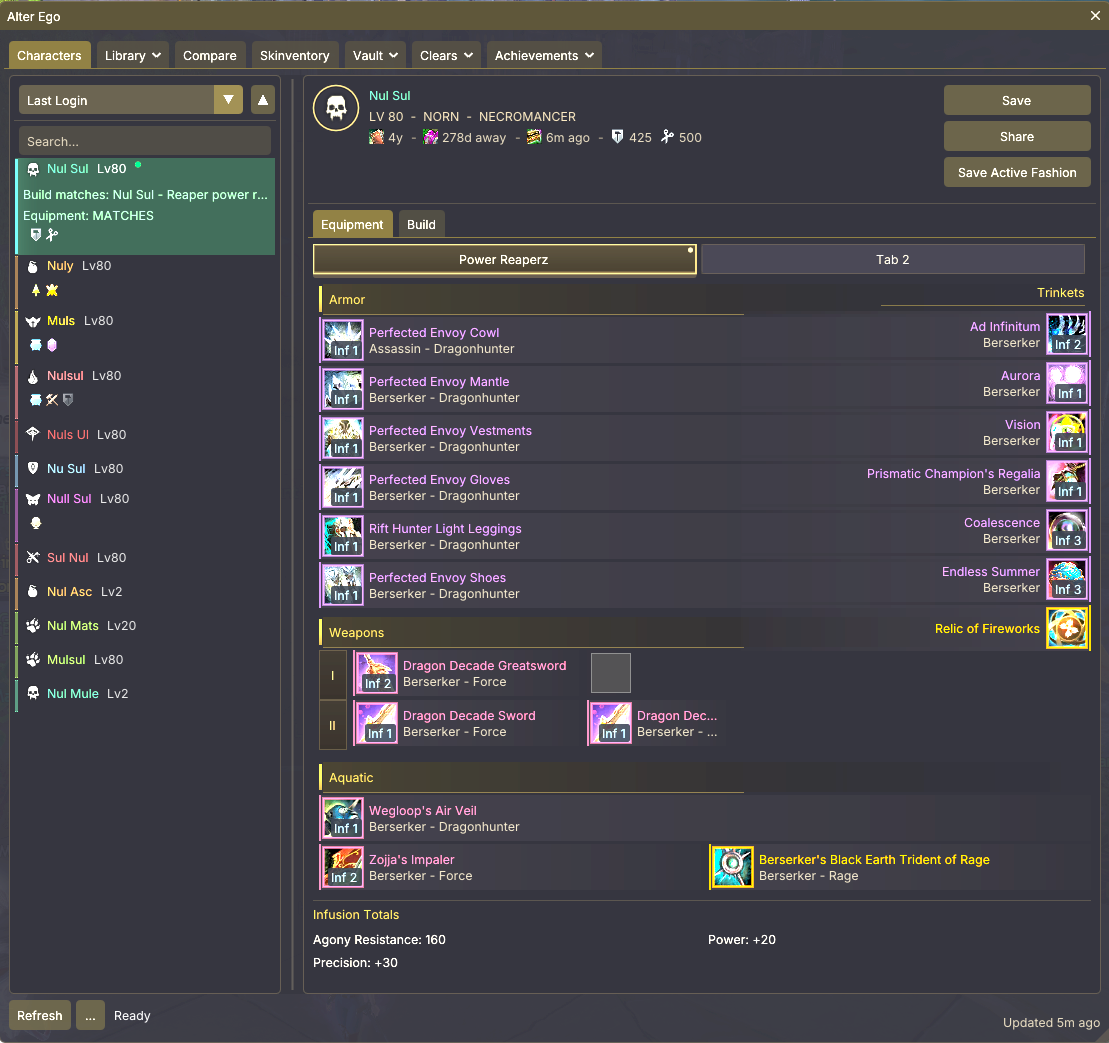 Alter Ego
Characters Library Compare Skinventory Vault Clears Achievements
Last Login
Search...
Nul Sul Lv80
Build matches: Nul Sul - Reaper power r...
Equipment: MATCHES
Nuly Lv80
Muls Lv80
Nulsul Lv80
Nuls Ul Lv80
Nu Sul Lv80
Null Sul Lv80
Sul Nul Lv80
Nul Asc Lv2
Nul Mats Lv20
Mulsul Lv80
Nul Mule Lv2
Nul Sul
LV 80 - NORN - NECROMANCER
4y - 278d away - 6m ago - 425 500
Save
Share
Save Active Fashion
Equipment Build
Power Reaperz Tab 2
Armor
Inf 1 Perfected Envoy Cowl
Assassin - Dragonhunter
Inf 1 Perfected Envoy Mantle
Berserker - Dragonhunter
Inf 1 Perfected Envoy Vestments
Berserker - Dragonhunter
Inf 1 Perfected Envoy Gloves
Berserker - Dragonhunter
Inf 1 Rift Hunter Light Leggings
Berserker - Dragonhunter
Inf 1 Perfected Envoy Shoes
Berserker - Dragonhunter
Trinkets
Ad Infinitum
Berserker Inf 2
Aurora
Berserker Inf 1
Vision
Berserker Inf 1
Prismatic Champion's Regalia
Berserker Inf 1
Coalescence
Berserker Inf 3
Endless Summer
Berserker Inf 3
Relic of Fireworks
Weapons
I Inf 2 Dragon Decade Greatsword
Berserker - Force
II Inf 1 Dragon Decade Sword
Berserker - Force
Inf 1 Dragon Dec...
Berserker - ...
Aquatic
Inf 1 Wegloop's Air Veil
Berserker - Dragonhunter
Inf 2 Zojja's Impaler
Berserker - Force
Berserker's Black Earth Trident of Rage
Berserker - Rage
Infusion Totals
Agony Resistance: 160 Power: +20
Precision: +30
Refresh ... Ready
Updated 5m ago